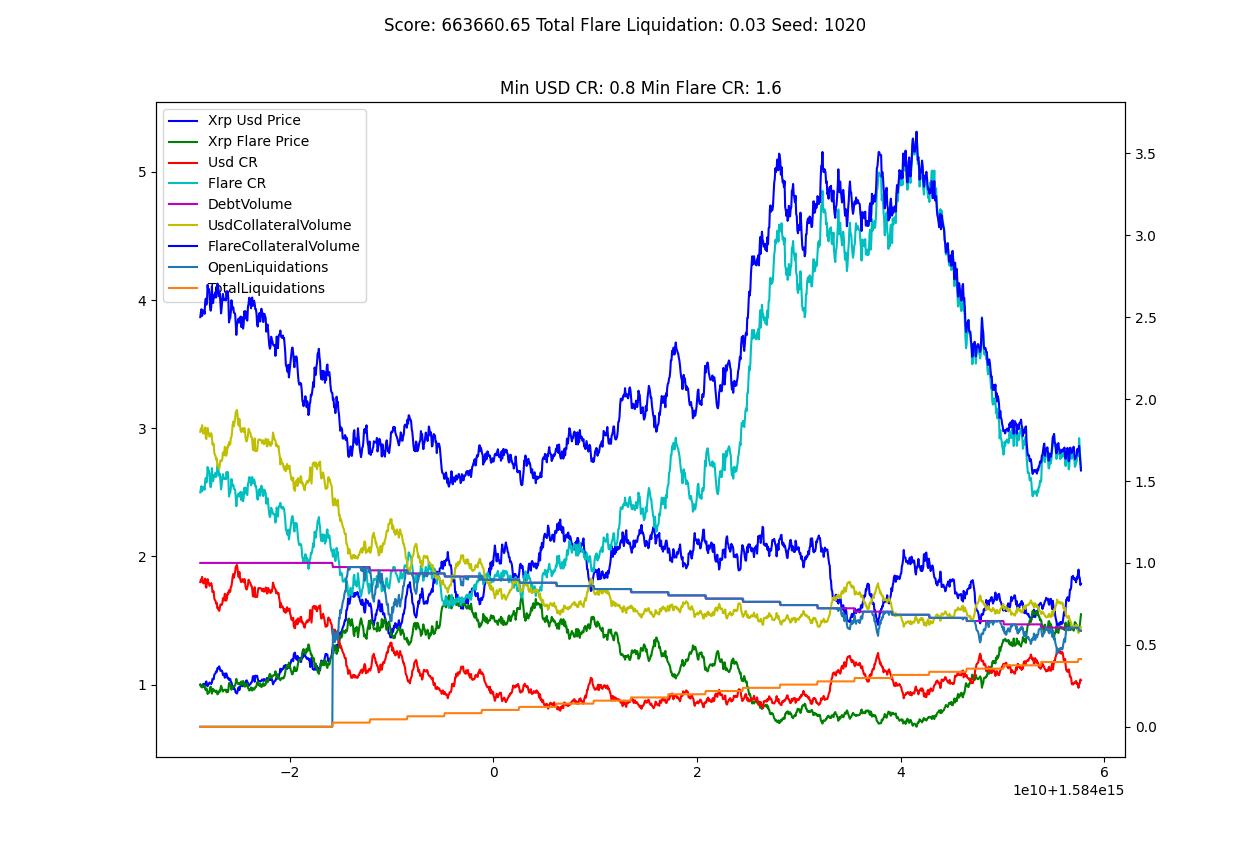 Score: 663660.65 Total Flare Liquidation: 0.03 Seed: 1020
Min USD CR: 0.8 Min Flare CR: 1.6
Xrp Usd Price
Xrp Flare Price
Usd CR
Flare CR
DebtVolume
UsdCollateralVolume
FlareCollateralVolume
OpenLiquidations
TotalLiquidations
5
4
3
2
1
3.5
3.0
2.5
2.0
1.5
1.0
0.5
0.0
−2
0
2
4
6
1e10+1.584e15